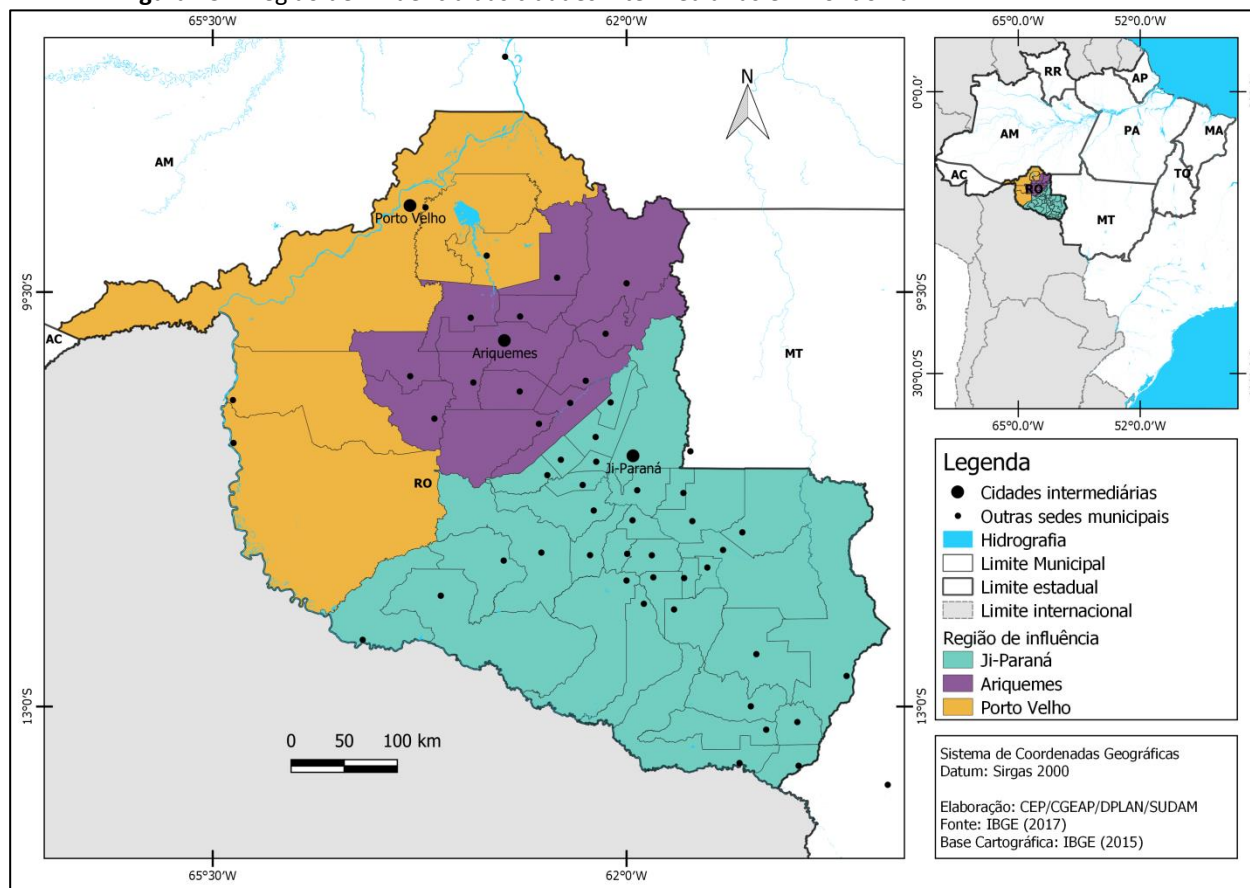 65°30'W
62°0'W
N
AM
Porto Velho
9°30'S
9°30'S
AC
Ariquemes
MT
Ji-Paraná
RO
13°S
13°0'S
0 50 100 km
65°30'W
62°0'W
65°0.0'W
52°0.0'W
0°0.0'
RR
AP
AM
PA
MA
AC
TO
RO
MT
9°30'S
30°0.0'S
65°0.0'W
52°0.0'W
Legenda
Cidades intermediárias
Outras sedes municipais
Hidrografia
Limite Municipal
Limite estadual
Limite internacional
Região de influência
Ji-Paraná
Ariquemes
Porto Velho
Sistema de Coordenadas Geográficas
Datum: Sirgas 2000
Elaboração: CEP/CGEAP/DPLAN/SUDAM
Fonte: IBGE (2017)
Base Cartográfica: IBGE (2015)